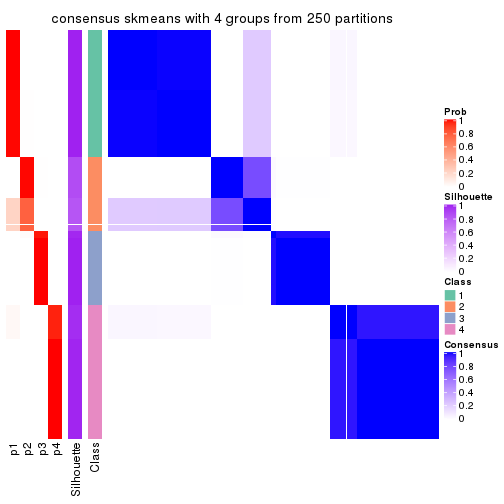 consensus skmeans with 4 groups from 250 partitions
Prob
1
0.8
0.6
0.4
0.2
0
Silhouette
1
0.8
0.6
0.4
0.2
0
Class
1
2
3
4
Consensus
1
0.8
0.6
0.4
0.2
0
p1
p2
p3
p4
Silhouette
Class